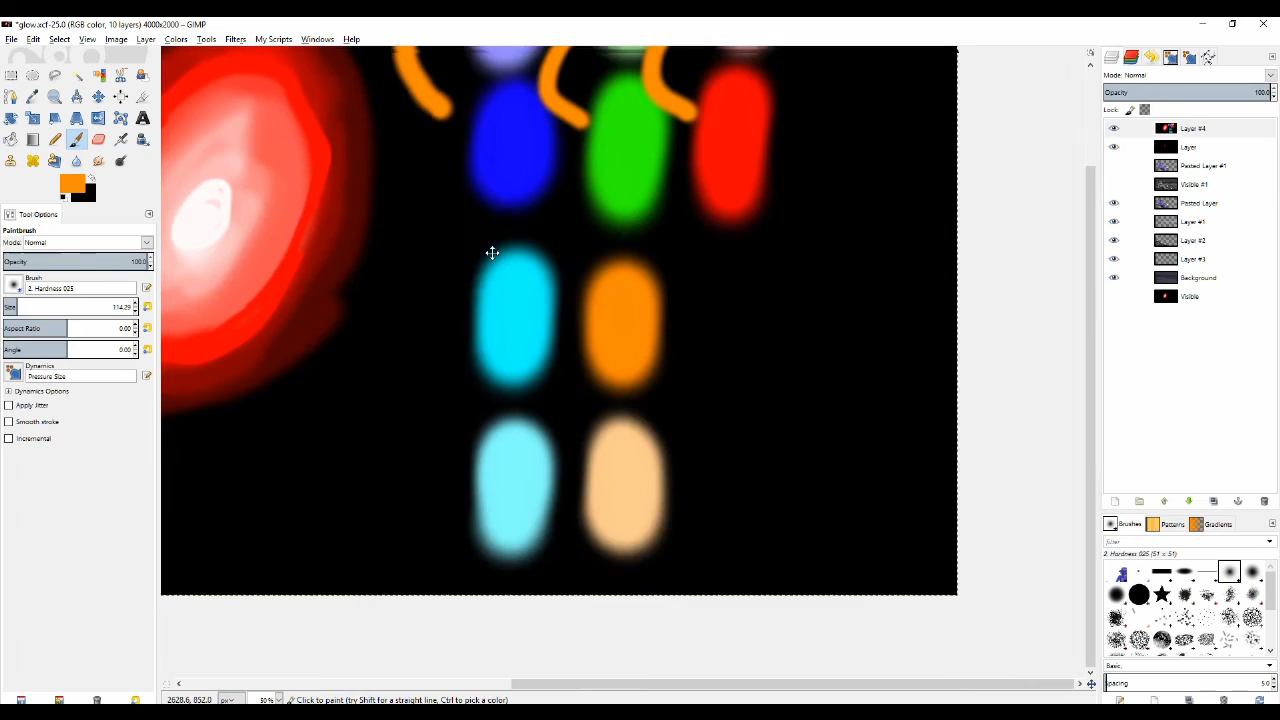 *glow.xcf-25.0 (RGB color, 10 layers) 4000x2000 – GIMP
File Edit Select View Image Layer Colors Tools Filters My Scripts Windows Help
Tool Options
Paintbrush
Mode: Normal
Opacity 100.0
Brush
2. Hardness 025
Size 114.29
Aspect Ratio 0.00
Angle 0.00
Dynamics
Pressure Size
Dynamics Options
Apply Jitter
Smooth stroke
Incremental
2628.6, 852.0 px 50 % Click to paint (try Shift for a straight line, Ctrl to pick a color)
Mode: Normal
Opacity 100.0
Lock:
Layer #4
Layer
Pasted Layer #1
Visible #1
Pasted Layer
Layer #1
Layer #2
Layer #3
Background
Visible
Brushes Patterns Gradients
filter
2. Hardness 025 (51 × 51)
Basic,
Spacing 5.0